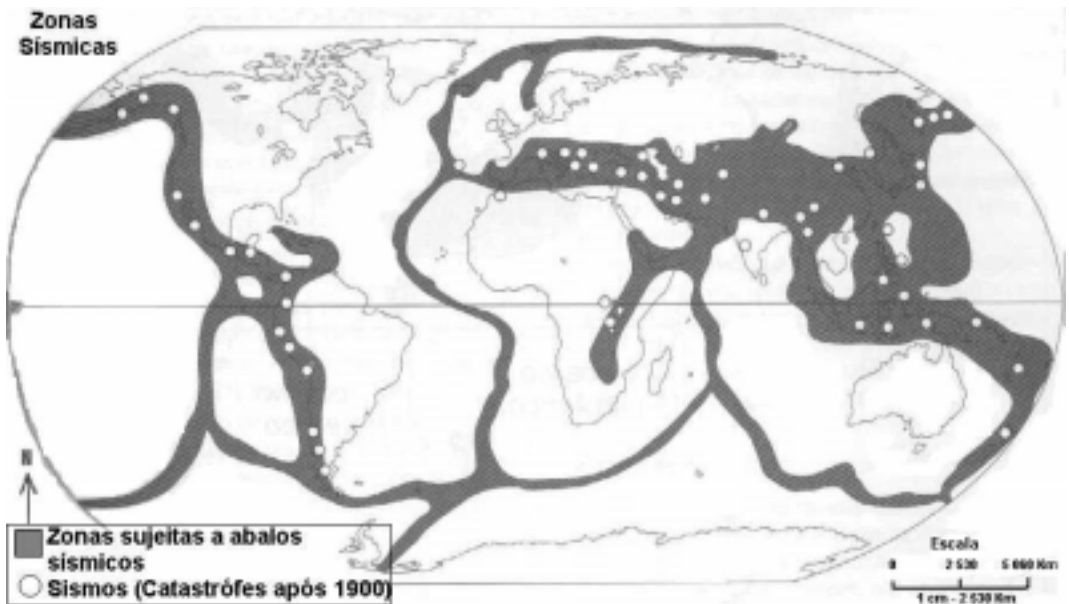 Zonas
Sísmicas
N
Zonas sujeitas a abalos
sísmicos
Sismos (Catastrófes após 1900)
Escala
0 2 530 5 060 Km
1 cm - 2 530 Km